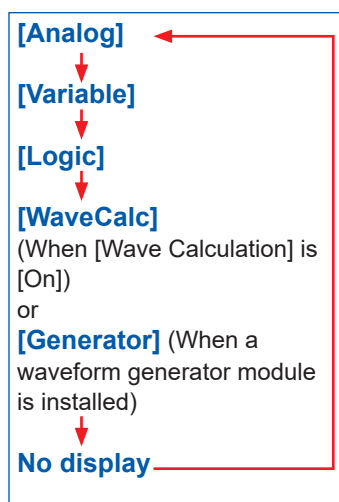 [Analog]
[Variable]
[Logic]
[WaveCalc]
(When [Wave Calculation] is
[On])
or
[Generator] (When a
waveform generator module
is installed)
No display